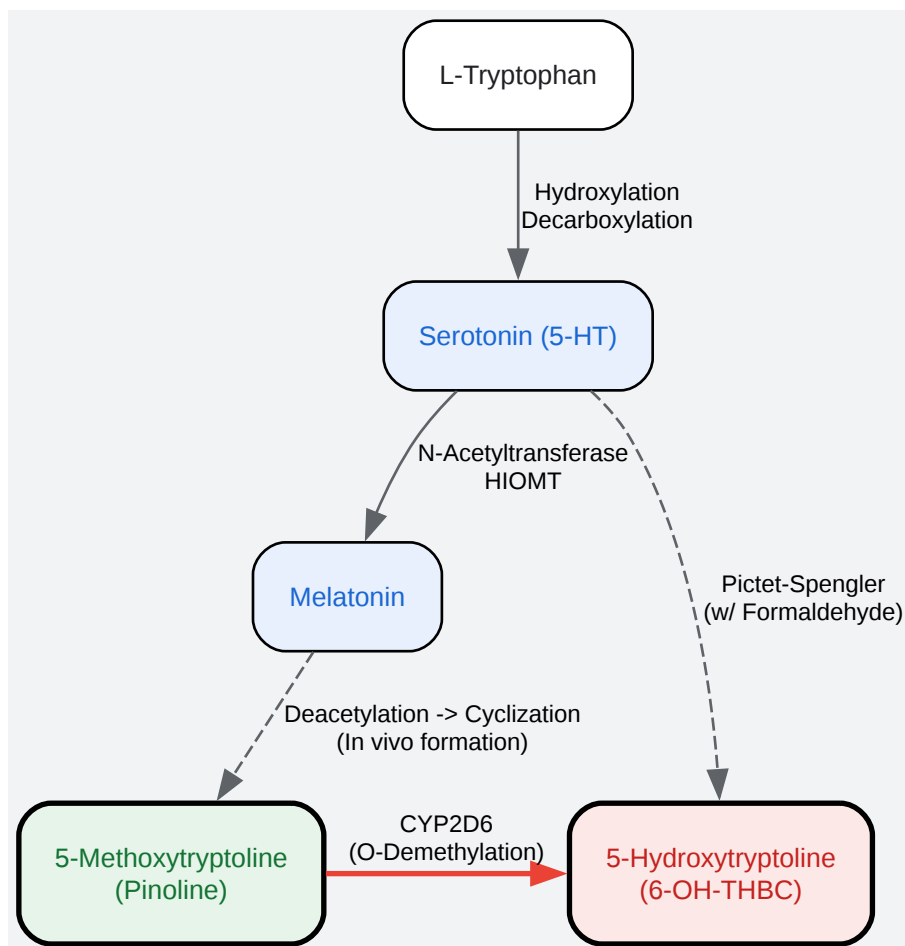 L-Tryptophan
Hydroxylation
Decarboxylation
Serotonin (5-HT)
N-Acetyltransferase
HIOMT
Melatonin
Pictet-Spengler
(w/ Formaldehyde)
Deacetylation -> Cyclization
(In vivo formation)
5-Methoxytryptoline
(Pinoline)
CYP2D6
(O-Demethylation)
5-Hydroxytryptoline
(6-OH-THBC)